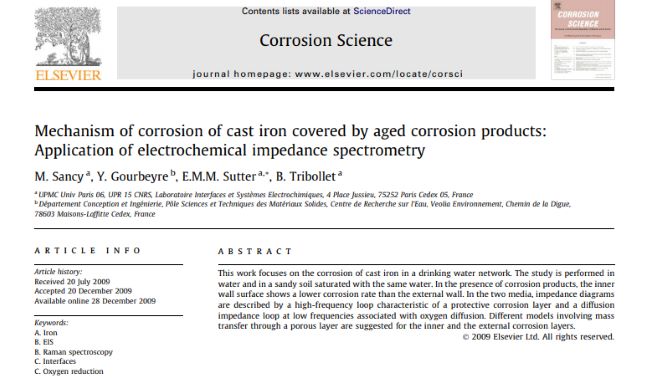 Contents lists available at ScienceDirect
Corrosion Science
journal homepage: www.elsevier.com/locate/corsci
ELSEVIER
CORROSION
SCIENCE
Mechanism of corrosion of cast iron covered by aged corrosion products:
Application of electrochemical impedance spectrometry
M. Sancy a, Y. Gourbeyre b, E.M.M. Sutter a,*, B. Tribollet a
a UPMC Univ Paris 06, UPR 15 CNRS, Laboratoire Interfaces et Systèmes Electrochimiques, 4 Place Jussieu, 75252 Paris Cedex 05, France
b Département Conception et Ingénierie, Pôle Sciences et Techniques des Matériaux Solides, Centre de Recherche sur l'Eau, Veolia Environnement, Chemin de la Digue,
78603 Maisons-Laffitte Cedex, France
ARTICLE INFO
Article history:
Received 20 July 2009
Accepted 20 December 2009
Available online 28 December 2009
Keywords:
A. Iron
B. EIS
B. Raman spectroscopy
C. Interfaces
C. Oxygen reduction
ABSTRACT
This work focuses on the corrosion of cast iron in a drinking water network. The study is performed in
water and in a sandy soil saturated with the same water. In the presence of corrosion products, the inner
wall surface shows a lower corrosion rate than the external wall. In the two media, impedance diagrams
are described by a high-frequency loop characteristic of a protective corrosion layer and a diffusion
impedance loop at low frequencies associated with oxygen diffusion. Different models involving mass
transfer through a porous layer are suggested for the inner and the external corrosion layers.
© 2009 Elsevier Ltd. All rights reserved.